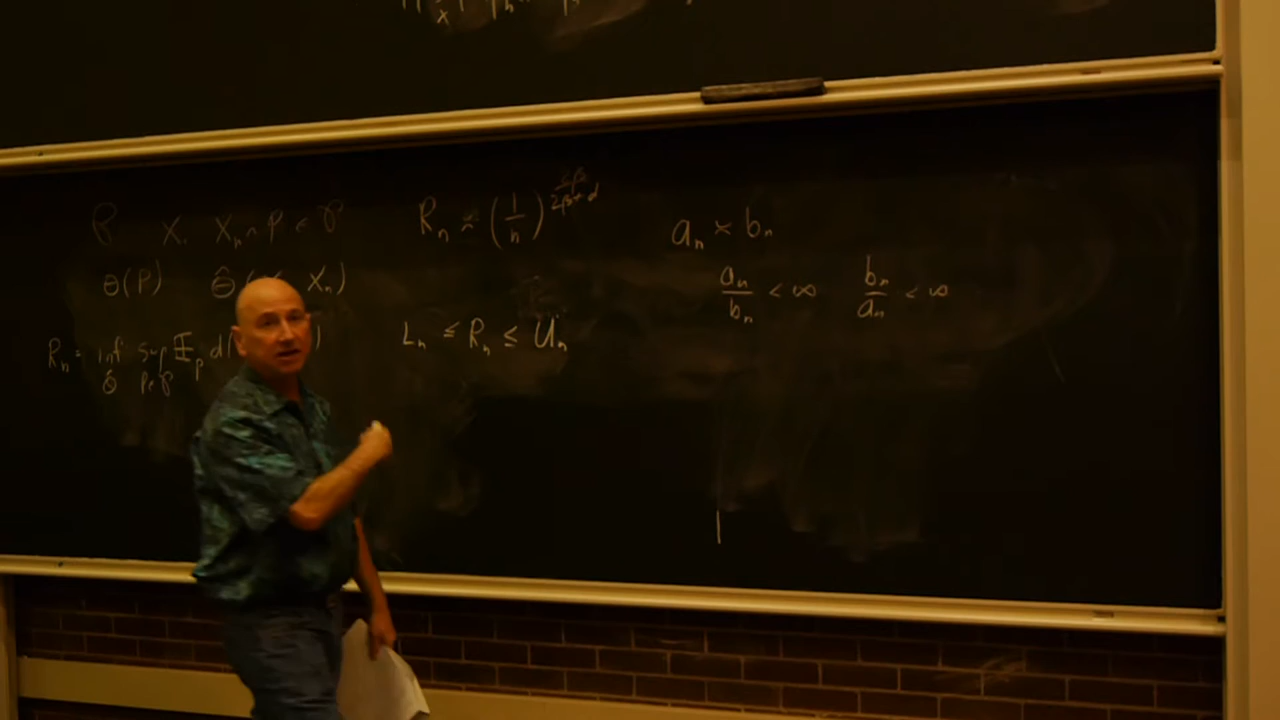 𝒫 X₁ Xₙ ~ P ∈ 𝒫
θ(P) θ̂( Xₙ)
Rₙ = inf sup 𝔼ₚ d( )
θ̂ P∈𝒫
Rₙ ≍ (1/n)^{2β/(2β+d)}
Lₙ ≤ Rₙ ≤ Uₙ
aₙ ≍ bₙ
aₙ/bₙ < ∞ bₙ/aₙ < ∞